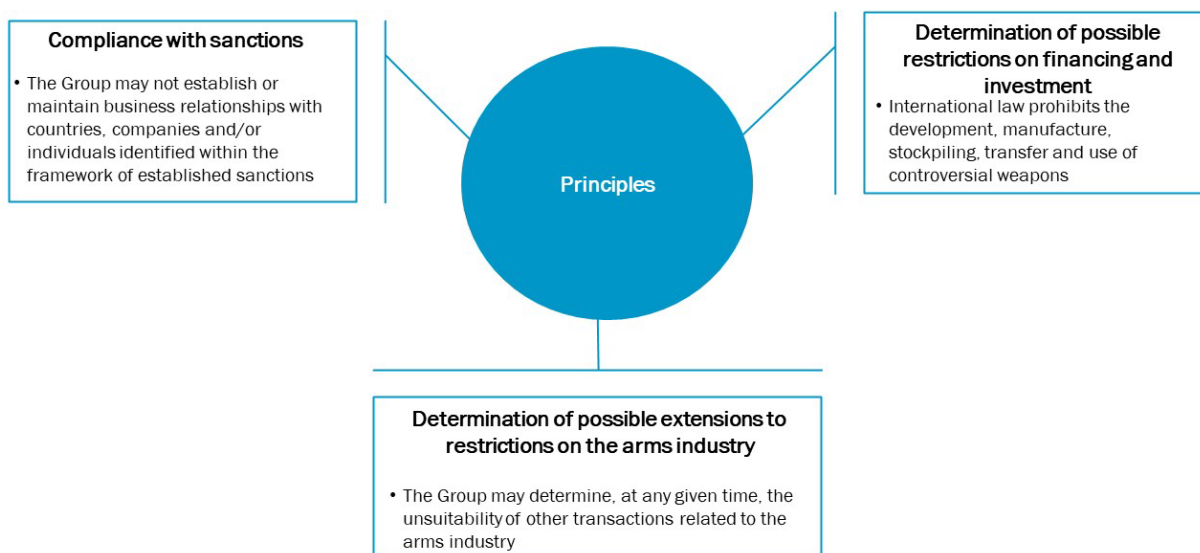 Compliance with sanctions
• The Group may not establish or
maintain business relationships with
countries, companies and/or
individuals identified within the
framework of established sanctions
Principles
Determination of possible
restrictions on financing and
investment
• International law prohibits the
development, manufacture,
stockpiling, transfer and use of
controversial weapons
Determination of possible extensions to
restrictions on the arms industry
• The Group may determine, at any given time, the
unsuitability of other transactions related to the
arms industry